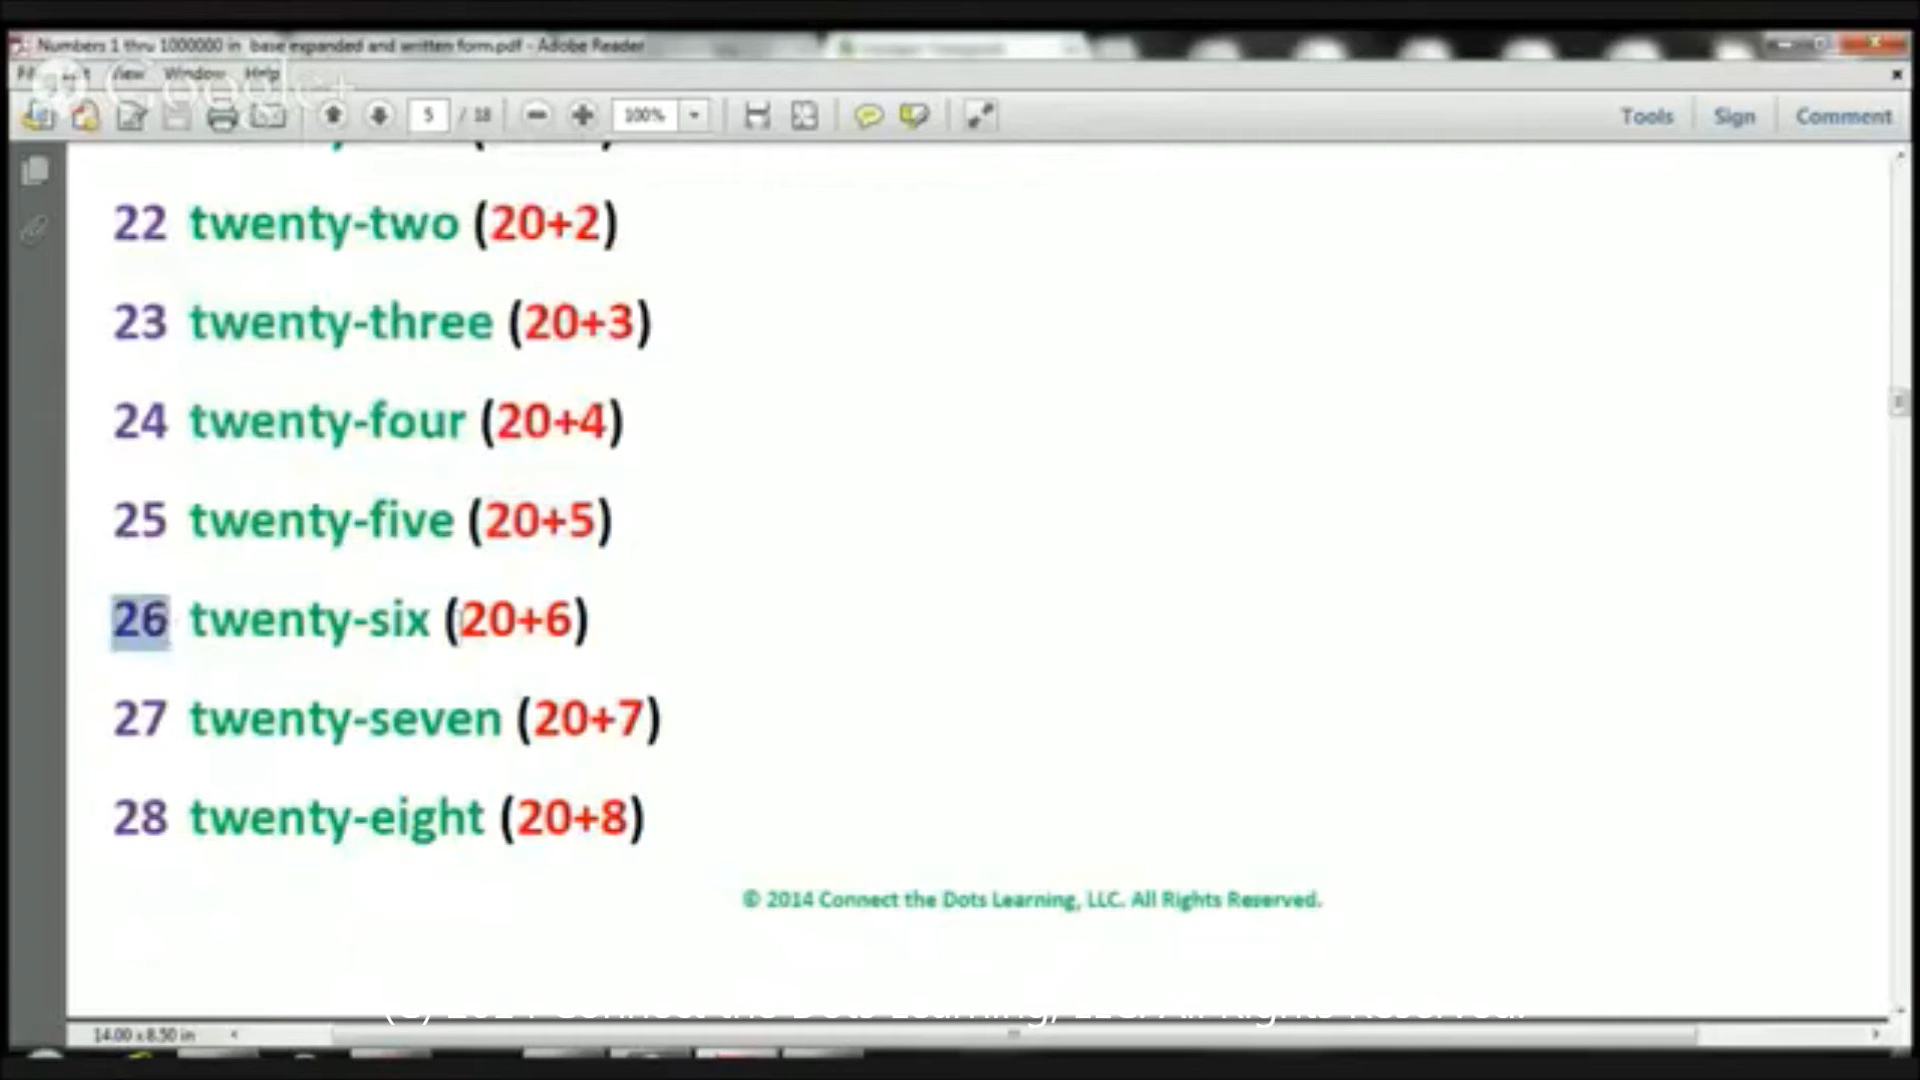 Numbers 1 thru 1000000 in base expanded and written form.pdf - Adobe Reader
View Window Help
Google+
5 / 18 100% Tools Sign Comment
22 twenty-two (20+2)
23 twenty-three (20+3)
24 twenty-four (20+4)
25 twenty-five (20+5)
26 twenty-six (20+6)
27 twenty-seven (20+7)
28 twenty-eight (20+8)
© 2014 Connect the Dots Learning, LLC. All Rights Reserved.
14.00 x 8.50 in